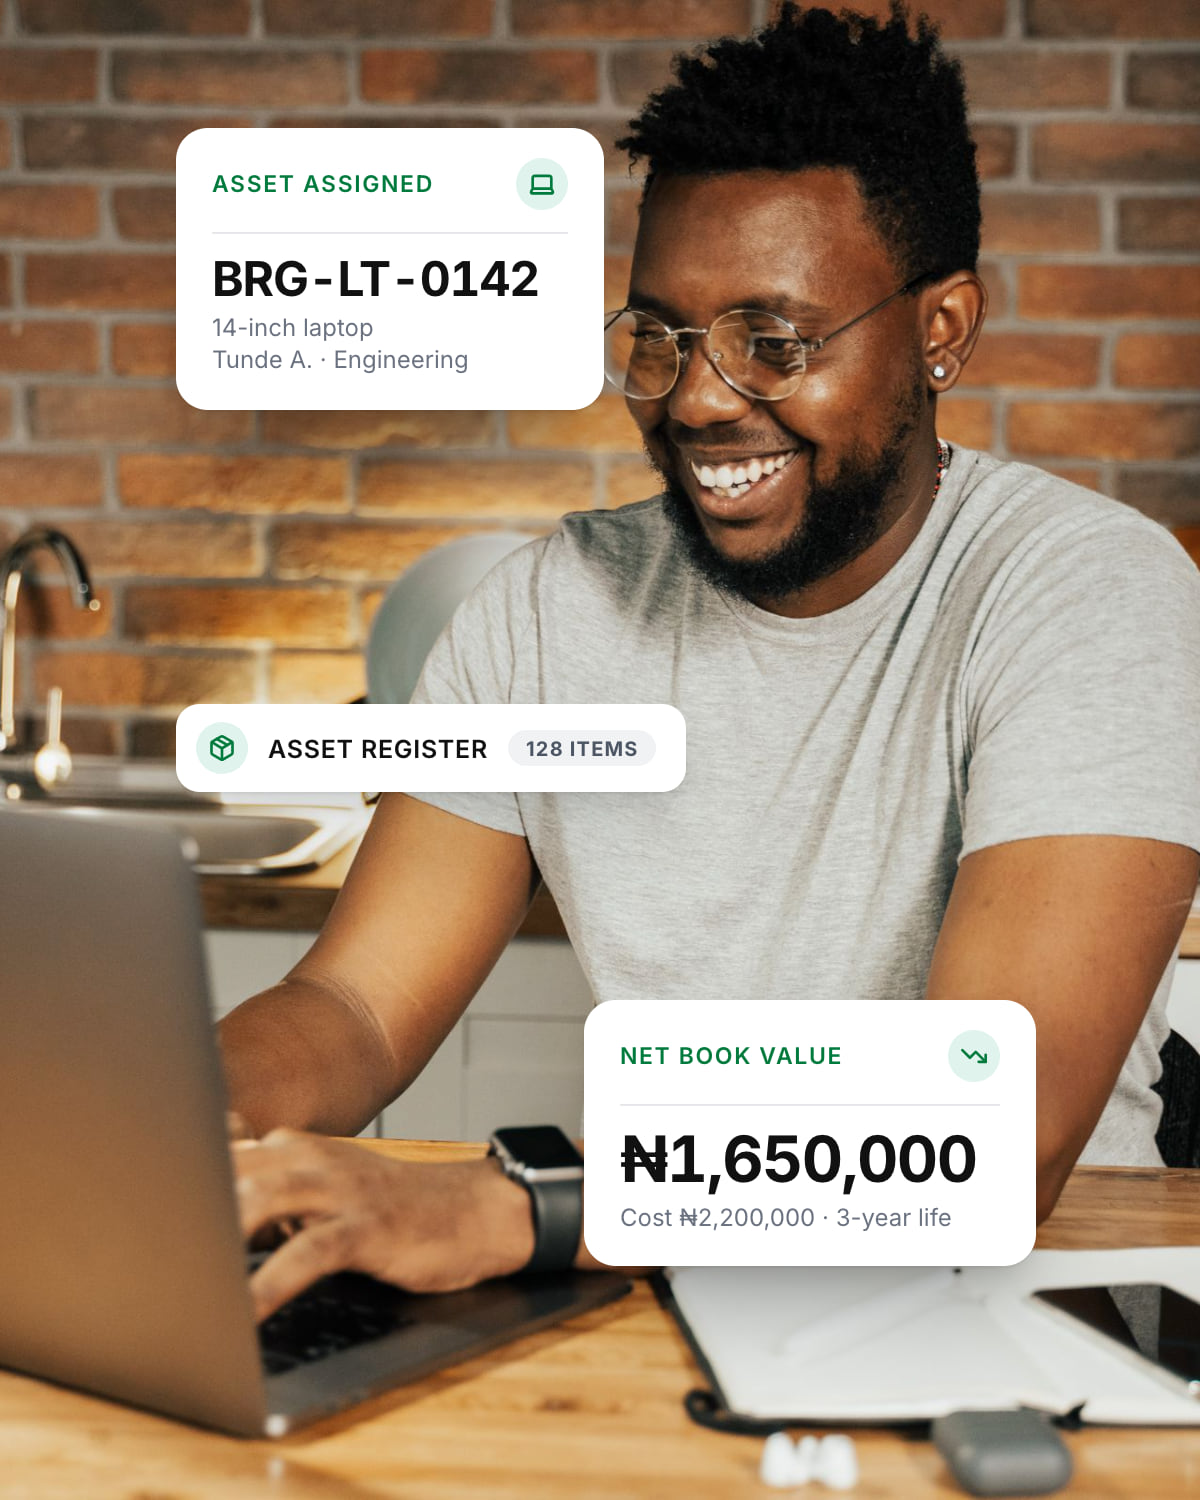 ASSET ASSIGNED
BRG-LT-0142
14-inch laptop
Tunde A. · Engineering
ASSET REGISTER
128 ITEMS
NET BOOK VALUE
₦1,650,000
Cost ₦2,200,000 · 3-year life